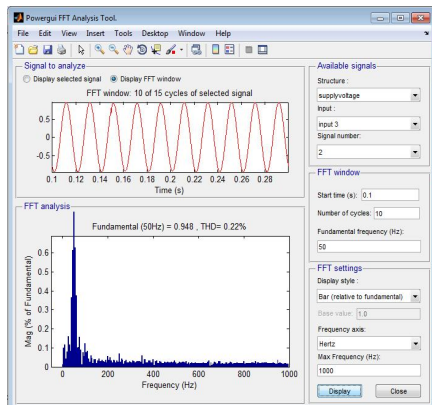 Powergui FFT Analysis Tool.
File Edit View Insert Tools Desktop Window Help
Signal to analyze
Display selected signal Display FFT window
FFT window: 10 of 15 cycles of selected signal
0.5
0
-0.5
0.1 0.12 0.14 0.16 0.18 0.2 0.22 0.24 0.26 0.28
Time (s)
FFT analysis
Fundamental (50Hz) = 0.948 , THD= 0.22%
Mag (% of Fundamental)
0.6
0.5
0.4
0.3
0.2
0.1
0
0 200 400 600 800 1000
Frequency (Hz)
Available signals
Structure :
supplyvoltage
Input :
input 3
Signal number:
2
FFT window
Start time (s): 0.1
Number of cycles: 10
Fundamental frequency (Hz):
50
FFT settings
Display style :
Bar (relative to fundamental)
Base value: 1.0
Frequency axis:
Hertz
Max Frequency (Hz):
1000
Display Close